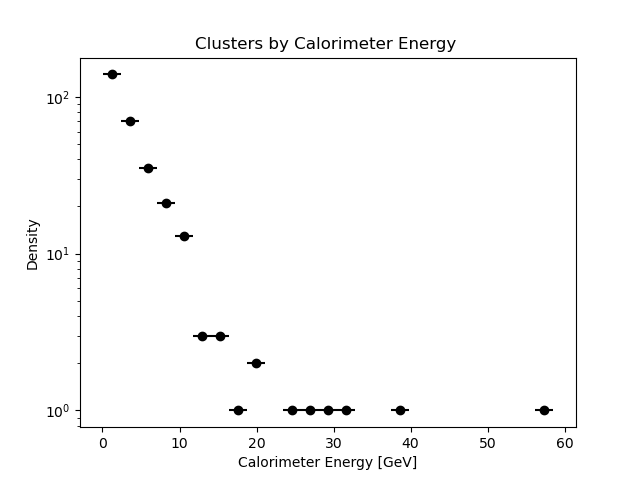 Clusters by Calorimeter Energy
Density
10²
10¹
10⁰
0 10 20 30 40 50 60
Calorimeter Energy [GeV]